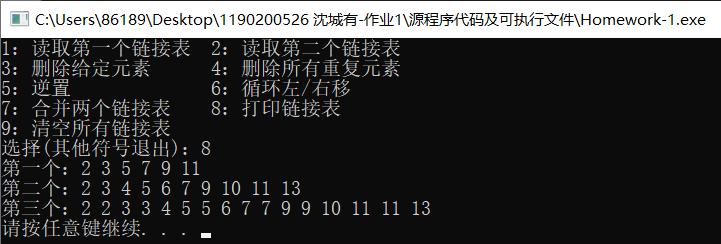 C:\Users\86189\Desktop\1190200526 沈城有-作业1\源程序代码及可执行文件\Homework-1.exe
1: 读取第一个链接表 2: 读取第二个链接表
3: 删除给定元素 4: 删除所有重复元素
5: 逆置 6: 循环左/右移
7: 合并两个链接表 8: 打印链接表
9: 清空所有链接表
选择(其他符号退出): 8
第一个: 2 3 5 7 9 11
第二个: 2 3 4 5 6 7 9 10 11 13
第三个: 2 2 3 3 4 5 5 6 7 7 9 9 10 11 11 13
请按任意键继续. . .